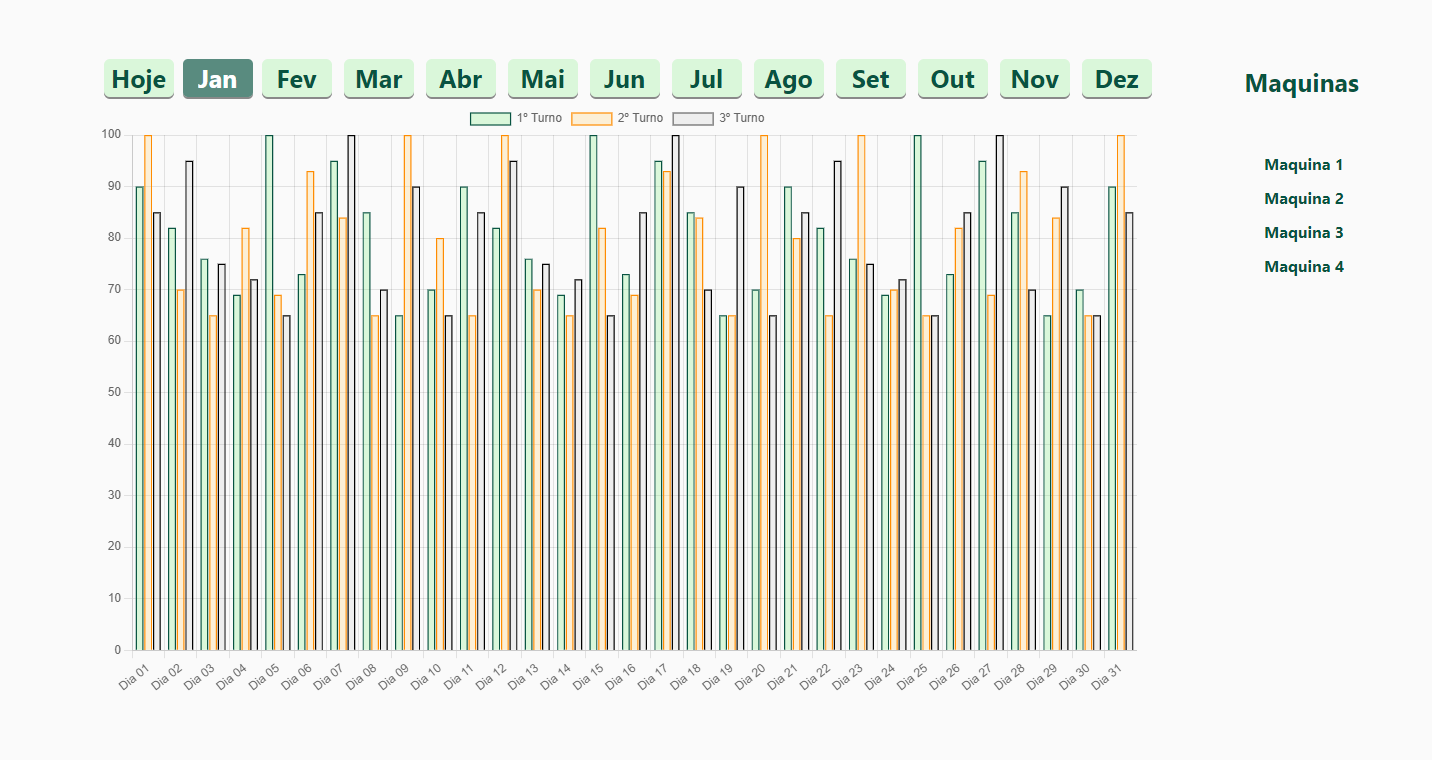 Hoje Jan Fev Mar Abr Mai Jun Jul Ago Set Out Nov Dez
Maquinas
1º Turno 2º Turno 3º Turno
100
90
80
70
60
50
40
30
20
10
0
Dia 01 Dia 02 Dia 03 Dia 04 Dia 05 Dia 06 Dia 07 Dia 08 Dia 09 Dia 10 Dia 11 Dia 12 Dia 13 Dia 14 Dia 15 Dia 16 Dia 17 Dia 18 Dia 19 Dia 20 Dia 21 Dia 22 Dia 23 Dia 24 Dia 25 Dia 26 Dia 27 Dia 28 Dia 29 Dia 30 Dia 31
Maquina 1
Maquina 2
Maquina 3
Maquina 4